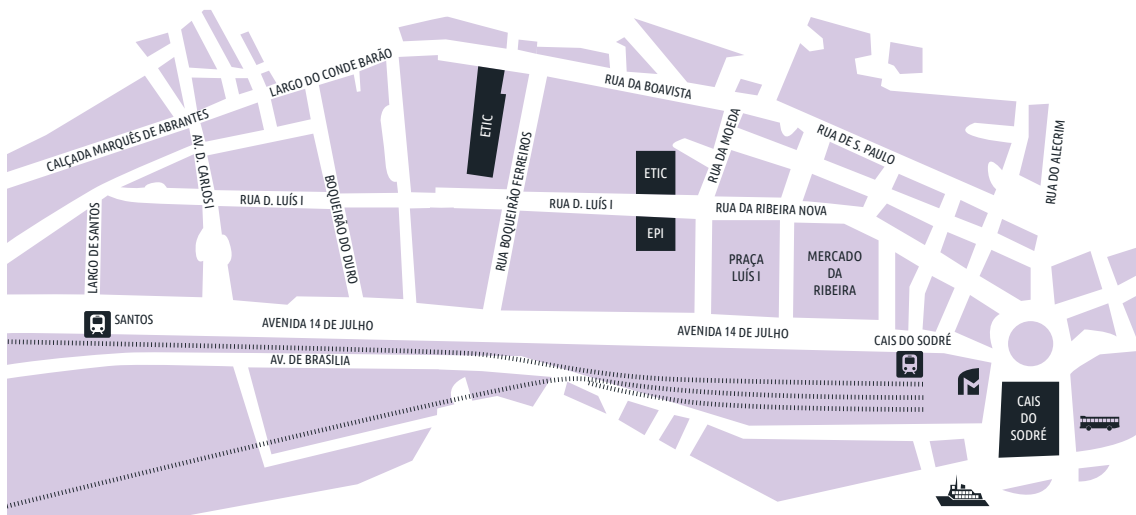 LARGO DO CONDE BARÃO
RUA DA BOAVISTA
CALÇADA MARQUÊS DE ABRANTES
AV. D. CARLOS I
ETIC
RUA BOQUEIRÃO FERREIROS
RUA DA MOEDA
RUA DE S. PAULO
RUA DO ALECRIM
ETIC
BOQUEIRÃO DO DURO
RUA D. LUÍS I
RUA D. LUÍS I
RUA DA RIBEIRA NOVA
LARGO DE SANTOS
EPI
PRAÇA
LUÍS I
MERCADO
DA
RIBEIRA
SANTOS
AVENIDA 14 DE JULHO
AVENIDA 14 DE JULHO
CAIS DO SODRÉ
AV. DE BRASILIA
M
CAIS
DO
SODRÉ